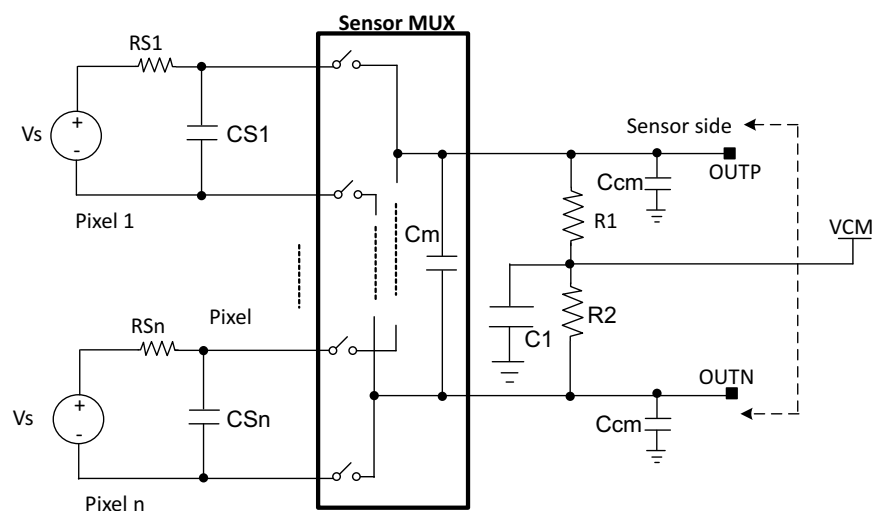 Sensor MUX
RS1
Vs
+
-
CS1
Pixel 1
Sensor side
OUTP
Ccm
R1
VCM
Cm
C1
R2
RSn
Pixel
Vs
+
-
CSn
OUTN
Ccm
Pixel n